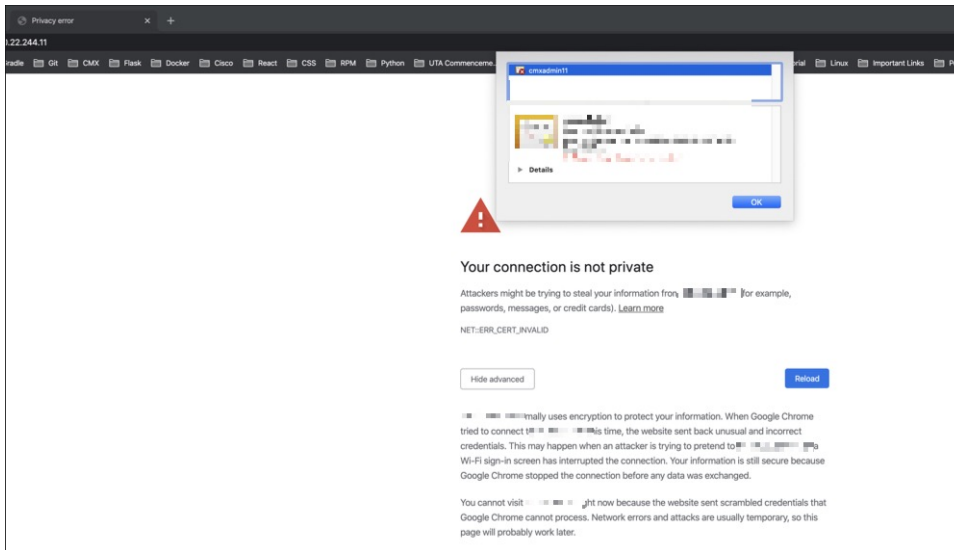 Privacy error
.22.244.11
Git CMX Flask Docker Cisco React CSS RPM Python UTA Commenceme... Linux Important Links
cmxadmin11
Details
OK
Your connection is not private
Attackers might be trying to steal your information from for example,
passwords, messages, or credit cards). Learn more
NET::ERR_CERT_INVALID
Hide advanced
Reload
mally uses encryption to protect your information. When Google Chrome
tried to connect t is time, the website sent back unusual and incorrect
credentials. This may happen when an attacker is trying to pretend to a
Wi-Fi sign-in screen has interrupted the connection. Your information is still secure because
Google Chrome stopped the connection before any data was exchanged.
You cannot visit ght now because the website sent scrambled credentials that
Google Chrome cannot process. Network errors and attacks are usually temporary, so this
page will probably work later.